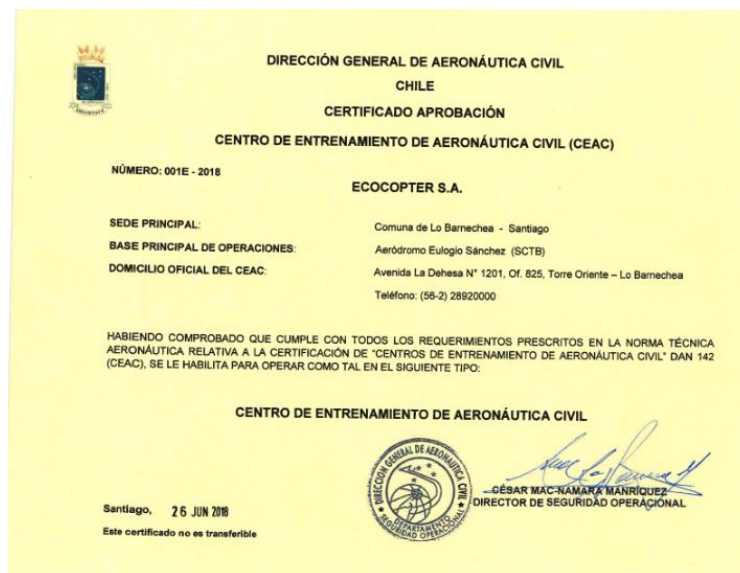 DIRECCIÓN GENERAL DE AERONÁUTICA CIVIL
CHILE
CERTIFICADO APROBACIÓN
CENTRO DE ENTRENAMIENTO DE AERONÁUTICA CIVIL (CEAC)
NÚMERO: 001E - 2018
ECOCOPTER S.A.
SEDE PRINCIPAL: Comuna de Lo Barnechea - Santiago
BASE PRINCIPAL DE OPERACIONES: Aeródromo Eulogio Sánchez (SCTB)
DOMICILIO OFICIAL DEL CEAC: Avenida La Dehesa N° 1201, Of. 825, Torre Oriente – Lo Barnechea
Teléfono: (56-2) 28920000
HABIENDO COMPROBADO QUE CUMPLE CON TODOS LOS REQUERIMIENTOS PRESCRITOS EN LA NORMA TÉCNICA
AERONÁUTICA RELATIVA A LA CERTIFICACIÓN DE "CENTROS DE ENTRENAMIENTO DE AERONÁUTICA CIVIL" DAN 142
(CEAC), SE LE HABILITA PARA OPERAR COMO TAL EN EL SIGUIENTE TIPO:
CENTRO DE ENTRENAMIENTO DE AERONÁUTICA CIVIL
DIRECCIÓN GENERAL DE AERONAUTICA CIVIL
DEPARTAMENTO
SEGURIDAD OPERACIONAL
CÉSAR MAC-NAMARA MANRÍQUEZ
DIRECTOR DE SEGURIDAD OPERACIONAL
Santiago, 26 JUN 2018
Este certificado no es transferible